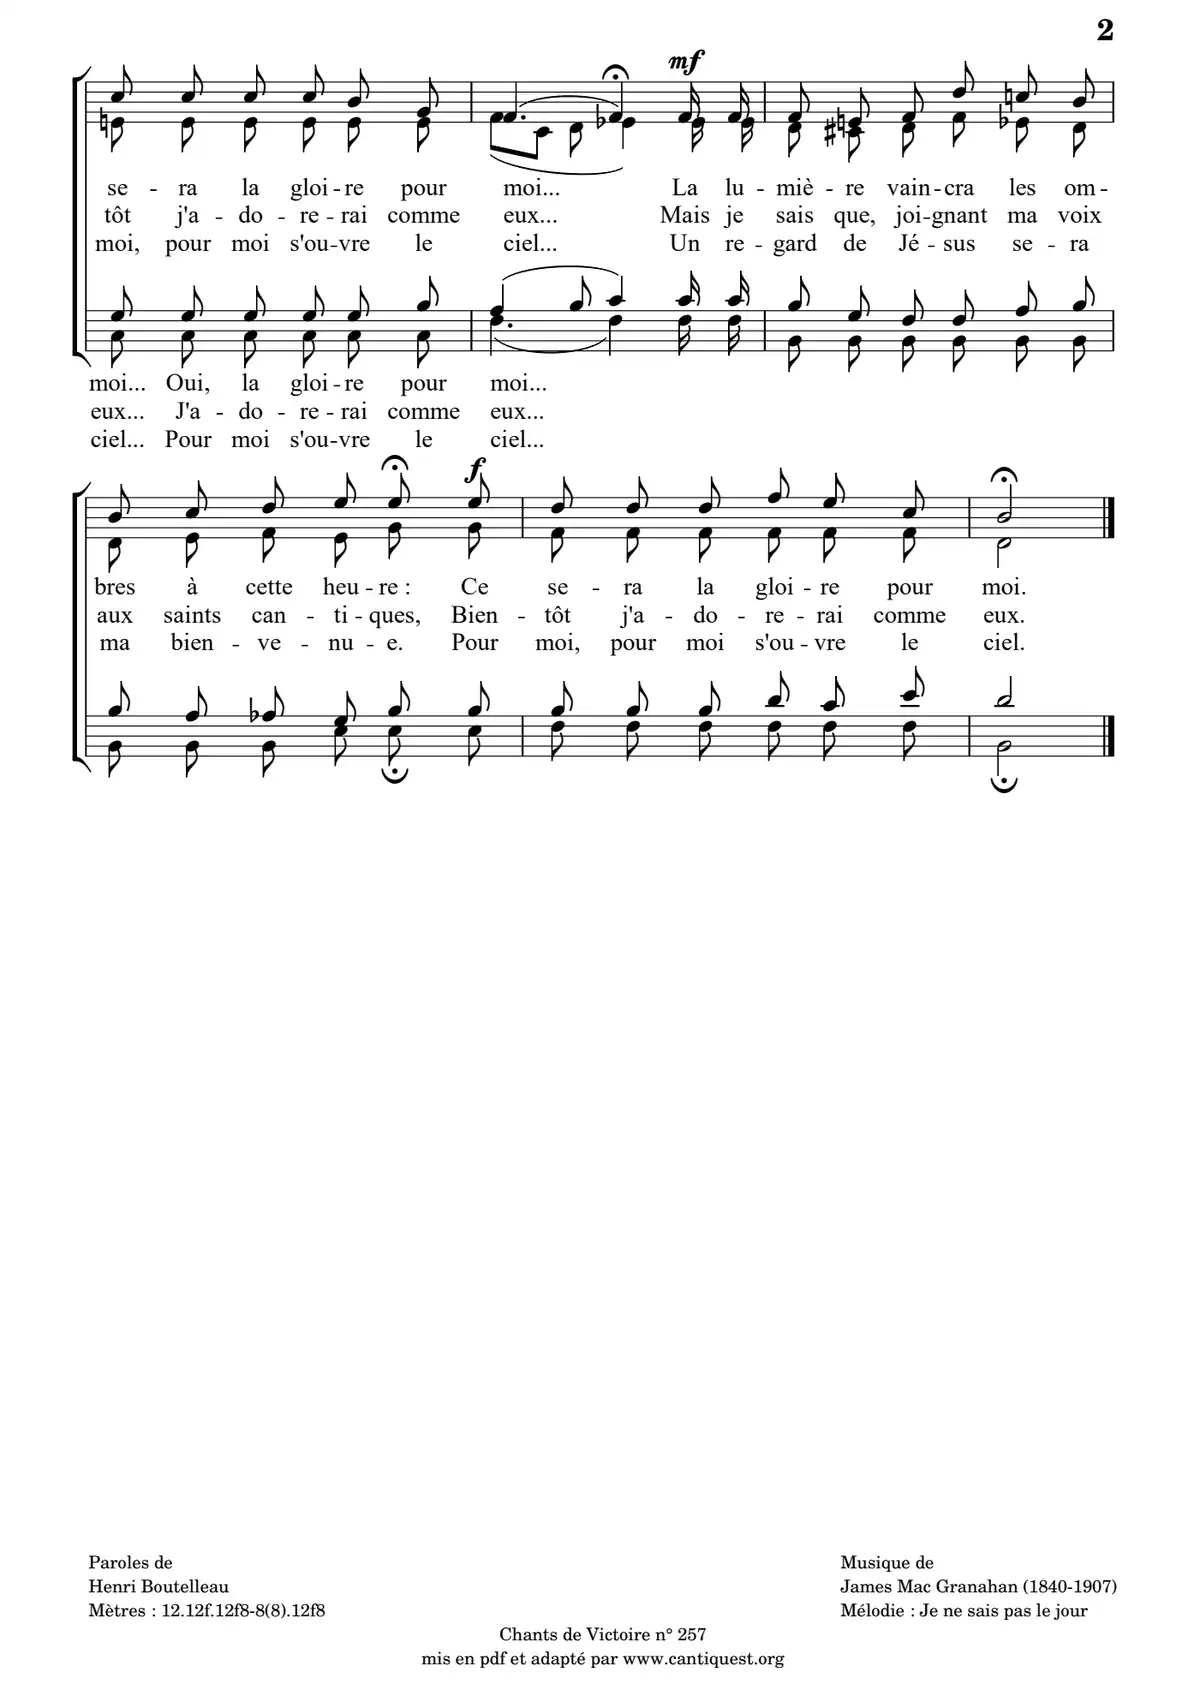 2
mf
se - ra la gloi - re pour moi... La lu - miè - re vain-cra les om-
tôt j'a - do - re - rai comme eux... Mais je sais que, joi-gnant ma voix
moi, pour moi s'ou-vre le ciel... Un re - gard de Jé - sus se - ra
moi... Oui, la gloi - re pour moi...
eux... J'a - do - re - rai comme eux...
ciel... Pour moi s'ou-vre le ciel...
f
bres à cette heu - re : Ce se - ra la gloi - re pour moi.
aux saints can - ti - ques, Bien - tôt j'a - do - re - rai comme eux.
ma bien - ve - nu - e. Pour moi, pour moi s'ou - vre le ciel.
Paroles de
Henri Boutelleau
Mètres : 12.12f.12f8-8(8).12f8
Musique de
James Mac Granahan (1840-1907)
Mélodie : Je ne sais pas le jour
Chants de Victoire n° 257
mis en pdf et adapté par www.cantiquest.org